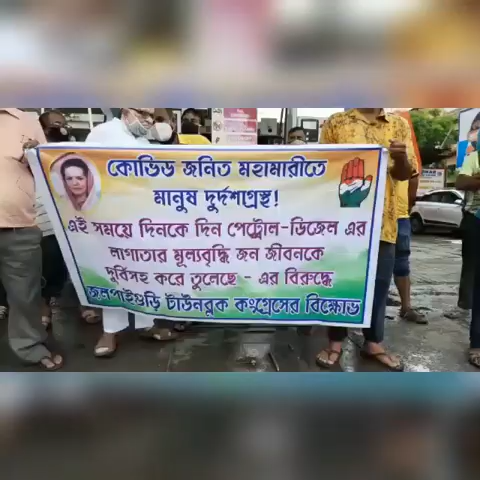 কোভিড জনিত মহামারীতে
মানুষ দুর্দশাগ্রস্থ!
এই সময়ে দিনকে দিন পেট্রোল-ডিজেল এর
লাগাতার মূল্যবৃদ্ধি জন জীবনকে
দুর্বিসহ করে তুলেছে - এর বিরুদ্ধে
জলপাইগুড়ি টাউনব্লক কংগ্রেসের বিক্ষোভ